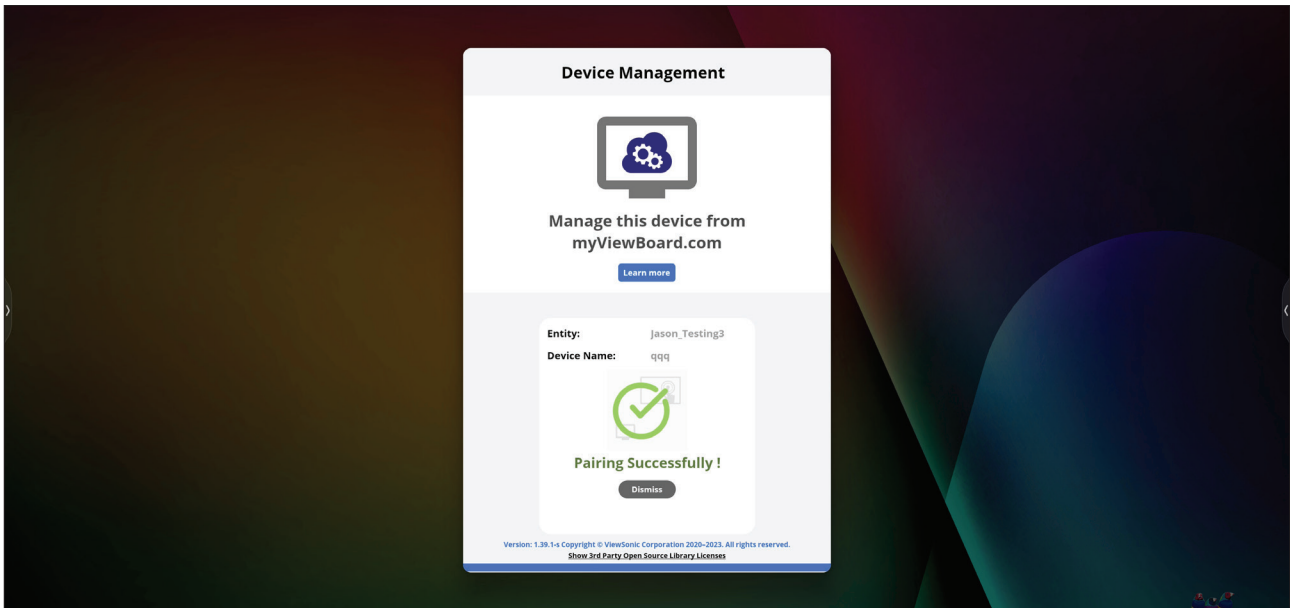 Device Management
Manage this device from
myViewBoard.com
Learn more
Entity: Jason_Testing3
Device Name: qqq
Pairing Successfully !
Dismiss
Version: 1.39.1-s Copyright © ViewSonic Corporation 2020–2023. All rights reserved.
Show 3rd Party Open Source Library Licenses